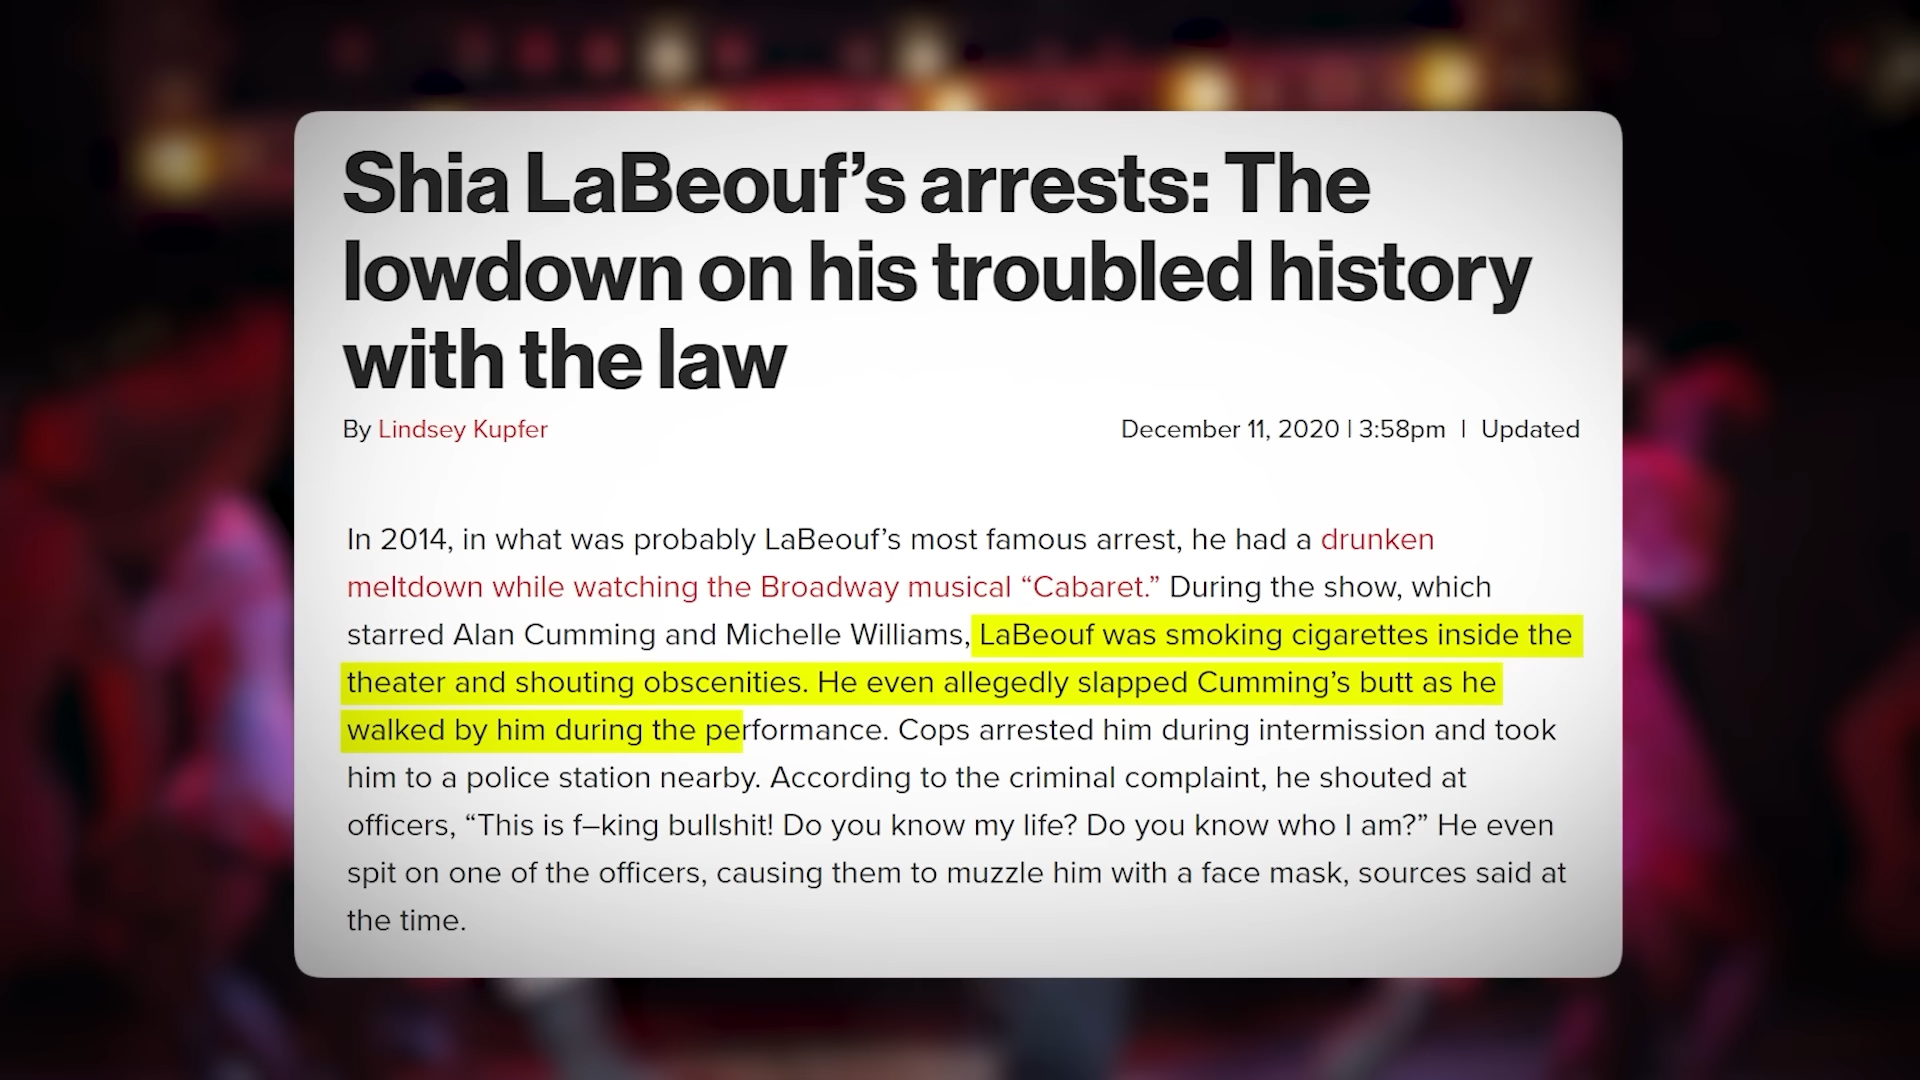 Shia LaBeouf’s arrests: The
lowdown on his troubled history
with the law
By Lindsey Kupfer
December 11, 2020 | 3:58pm | Updated
In 2014, in what was probably LaBeouf’s most famous arrest, he had a drunken
meltdown while watching the Broadway musical “Cabaret.” During the show, which
starred Alan Cumming and Michelle Williams, LaBeouf was smoking cigarettes inside the
theater and shouting obscenities. He even allegedly slapped Cumming’s butt as he
walked by him during the performance. Cops arrested him during intermission and took
him to a police station nearby. According to the criminal complaint, he shouted at
officers, “This is f–king bullshit! Do you know my life? Do you know who I am?” He even
spit on one of the officers, causing them to muzzle him with a face mask, sources said at
the time.